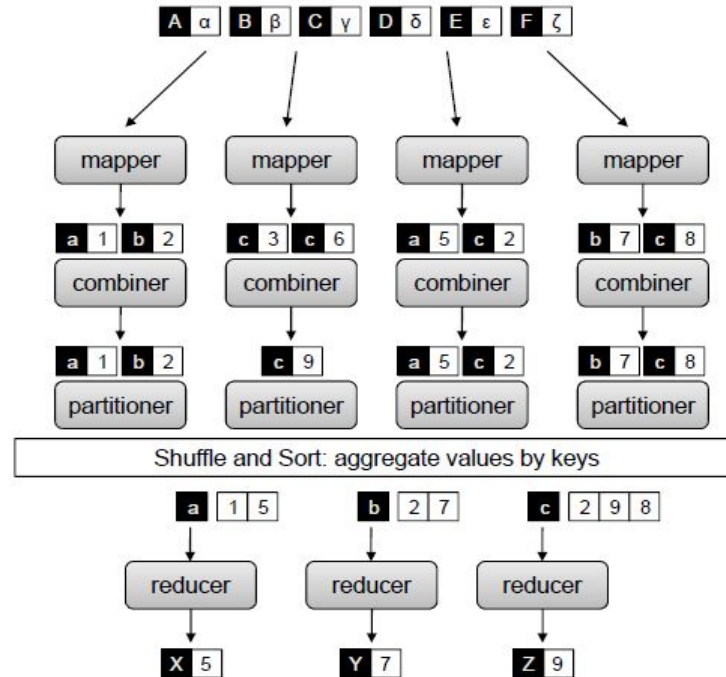 A α B β C γ D δ E ε F ζ
mapper mapper mapper mapper
a 1 b 2 c 3 c 6 a 5 c 2 b 7 c 8
combiner combiner combiner combiner
a 1 b 2 c 9 a 5 c 2 b 7 c 8
partitioner partitioner partitioner partitioner
Shuffle and Sort: aggregate values by keys
a 1 5 b 2 7 c 2 9 8
reducer reducer reducer
X 5 Y 7 Z 9